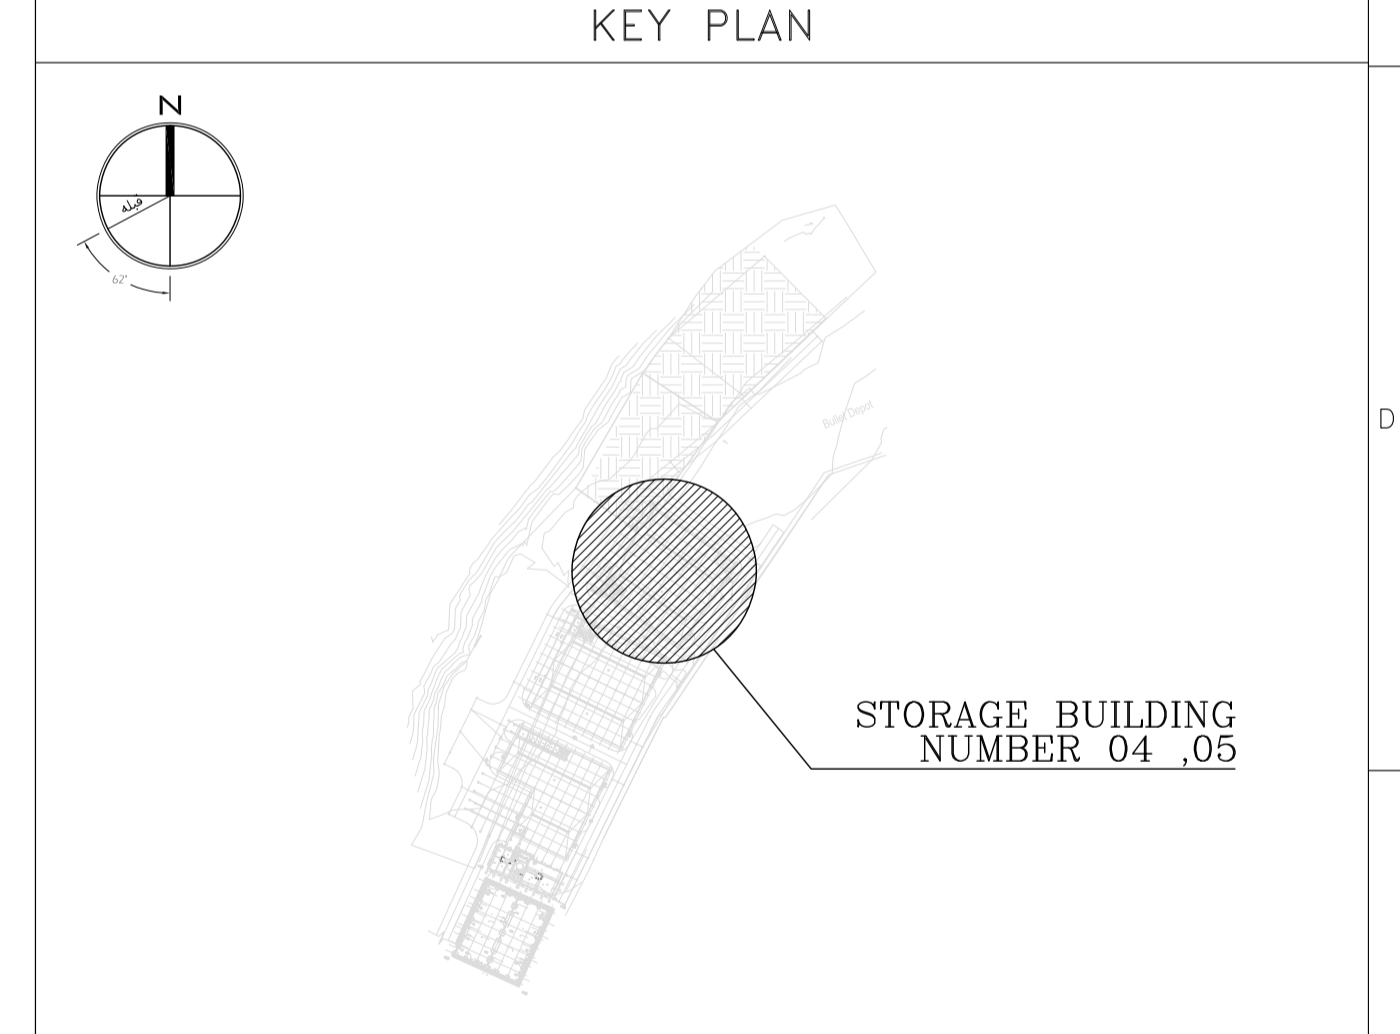 KEY PLAN
N
قبله
62°
Bullet Depot
D
STORAGE BUILDING
NUMBER 04 ,05